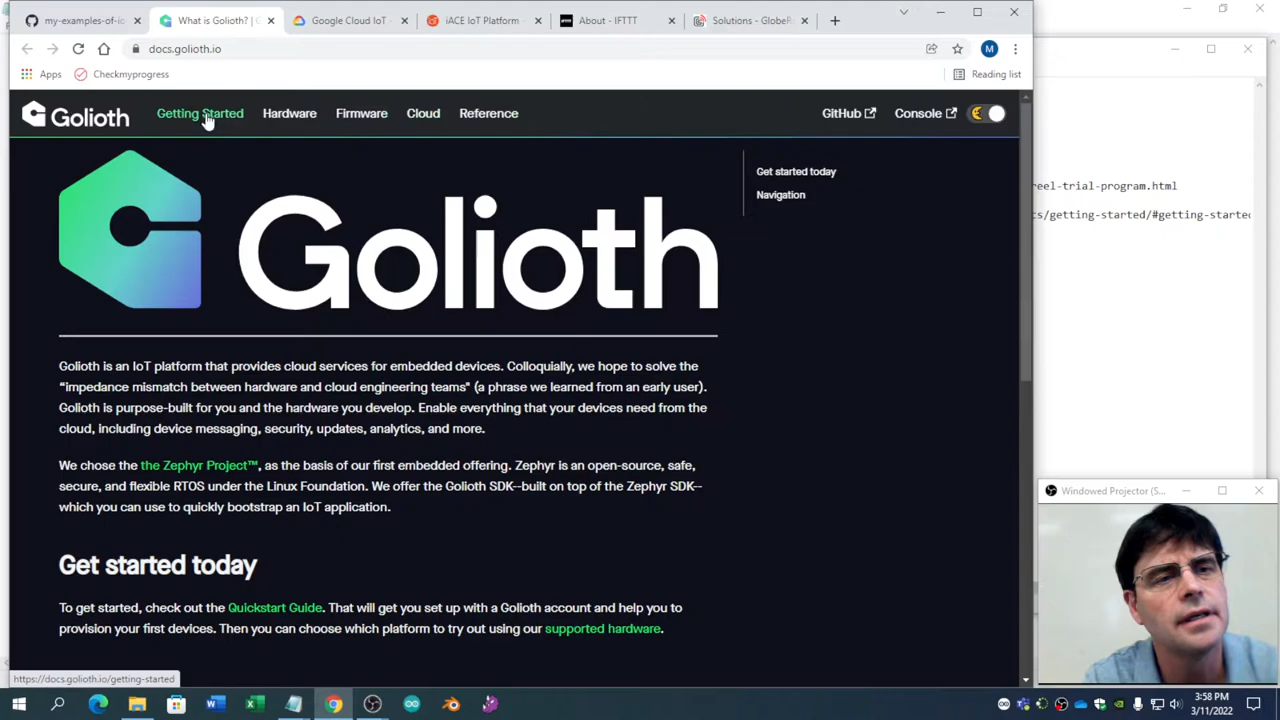 my-examples-of-io
What is Golioth? | G
Google Cloud IoT
iACE IoT Platform
About - IFTTT
Solutions - GlobeR
docs.golioth.io
M
Apps
Checkmyprogress
Reading list
Golioth
Getting Started
Hardware
Firmware
Cloud
Reference
GitHub
Console
Golioth
Get started today
Navigation
reel-trial-program.html
ts/getting-started/#getting-started
Golioth is an IoT platform that provides cloud services for embedded devices. Colloquially, we hope to solve the
“impedance mismatch between hardware and cloud engineering teams" (a phrase we learned from an early user).
Golioth is purpose-built for you and the hardware you develop. Enable everything that your devices need from the
cloud, including device messaging, security, updates, analytics, and more.
We chose the the Zephyr Project™, as the basis of our first embedded offering. Zephyr is an open-source, safe,
secure, and flexible RTOS under the Linux Foundation. We offer the Golioth SDK--built on top of the Zephyr SDK--
which you can use to quickly bootstrap an IoT application.
Get started today
To get started, check out the Quickstart Guide. That will get you set up with a Golioth account and help you to
provision your first devices. Then you can choose which platform to try out using our supported hardware.
https://docs.golioth.io/getting-started
Windowed Projector (S...
3:58 PM
3/11/2022